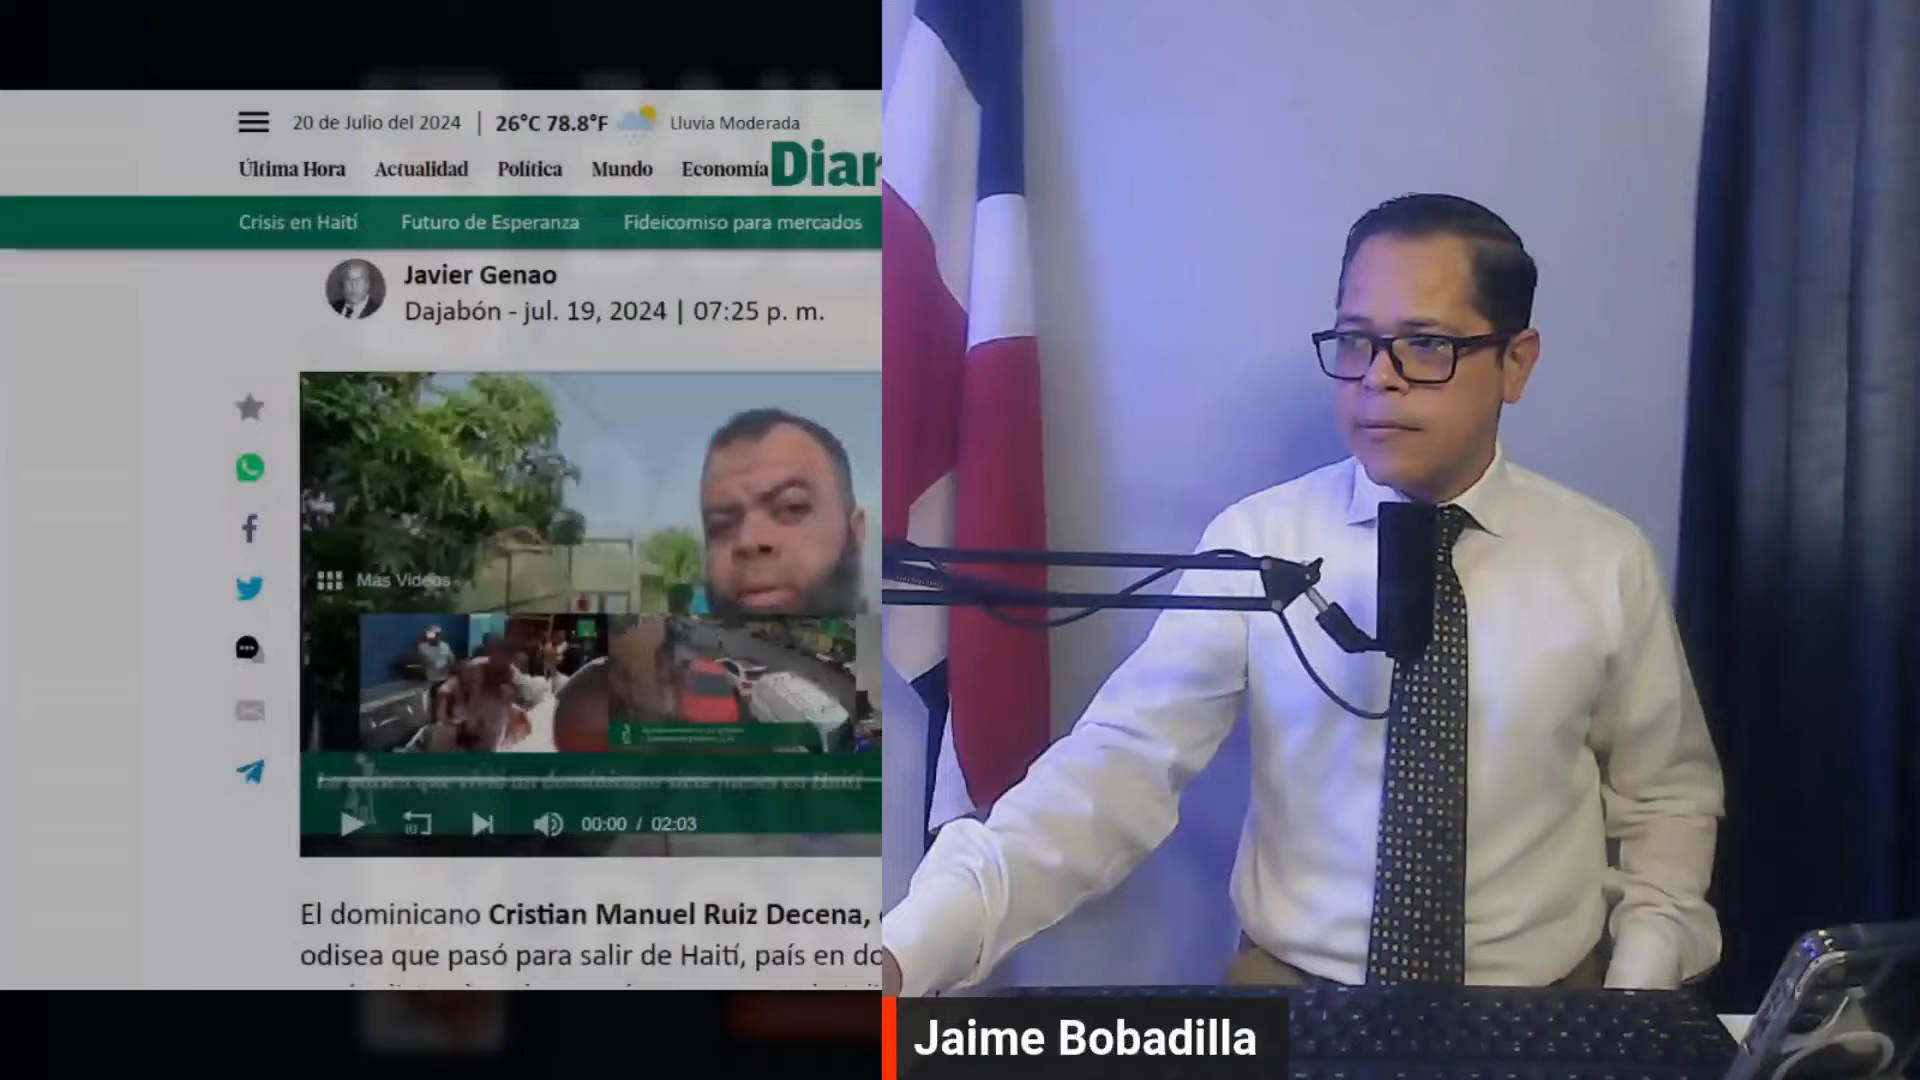 20 de Julio del 2024 | 26°C 78.8°F Lluvia Moderada
Última Hora Actualidad Política Mundo Economía
Diar
Crisis en Haití Futuro de Esperanza Fideicomiso para mercados
Javier Genao
Dajabón - jul. 19, 2024 | 07:25 p. m.
Más Videos
00:00 / 02:03
El dominicano Cristian Manuel Ruiz Decena,
odisea que pasó para salir de Haití, país en do
Jaime Bobadilla